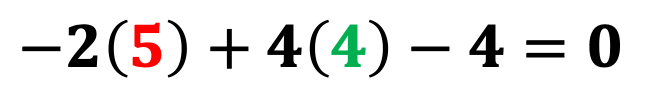 −2(5) + 4(4) − 4 = 0